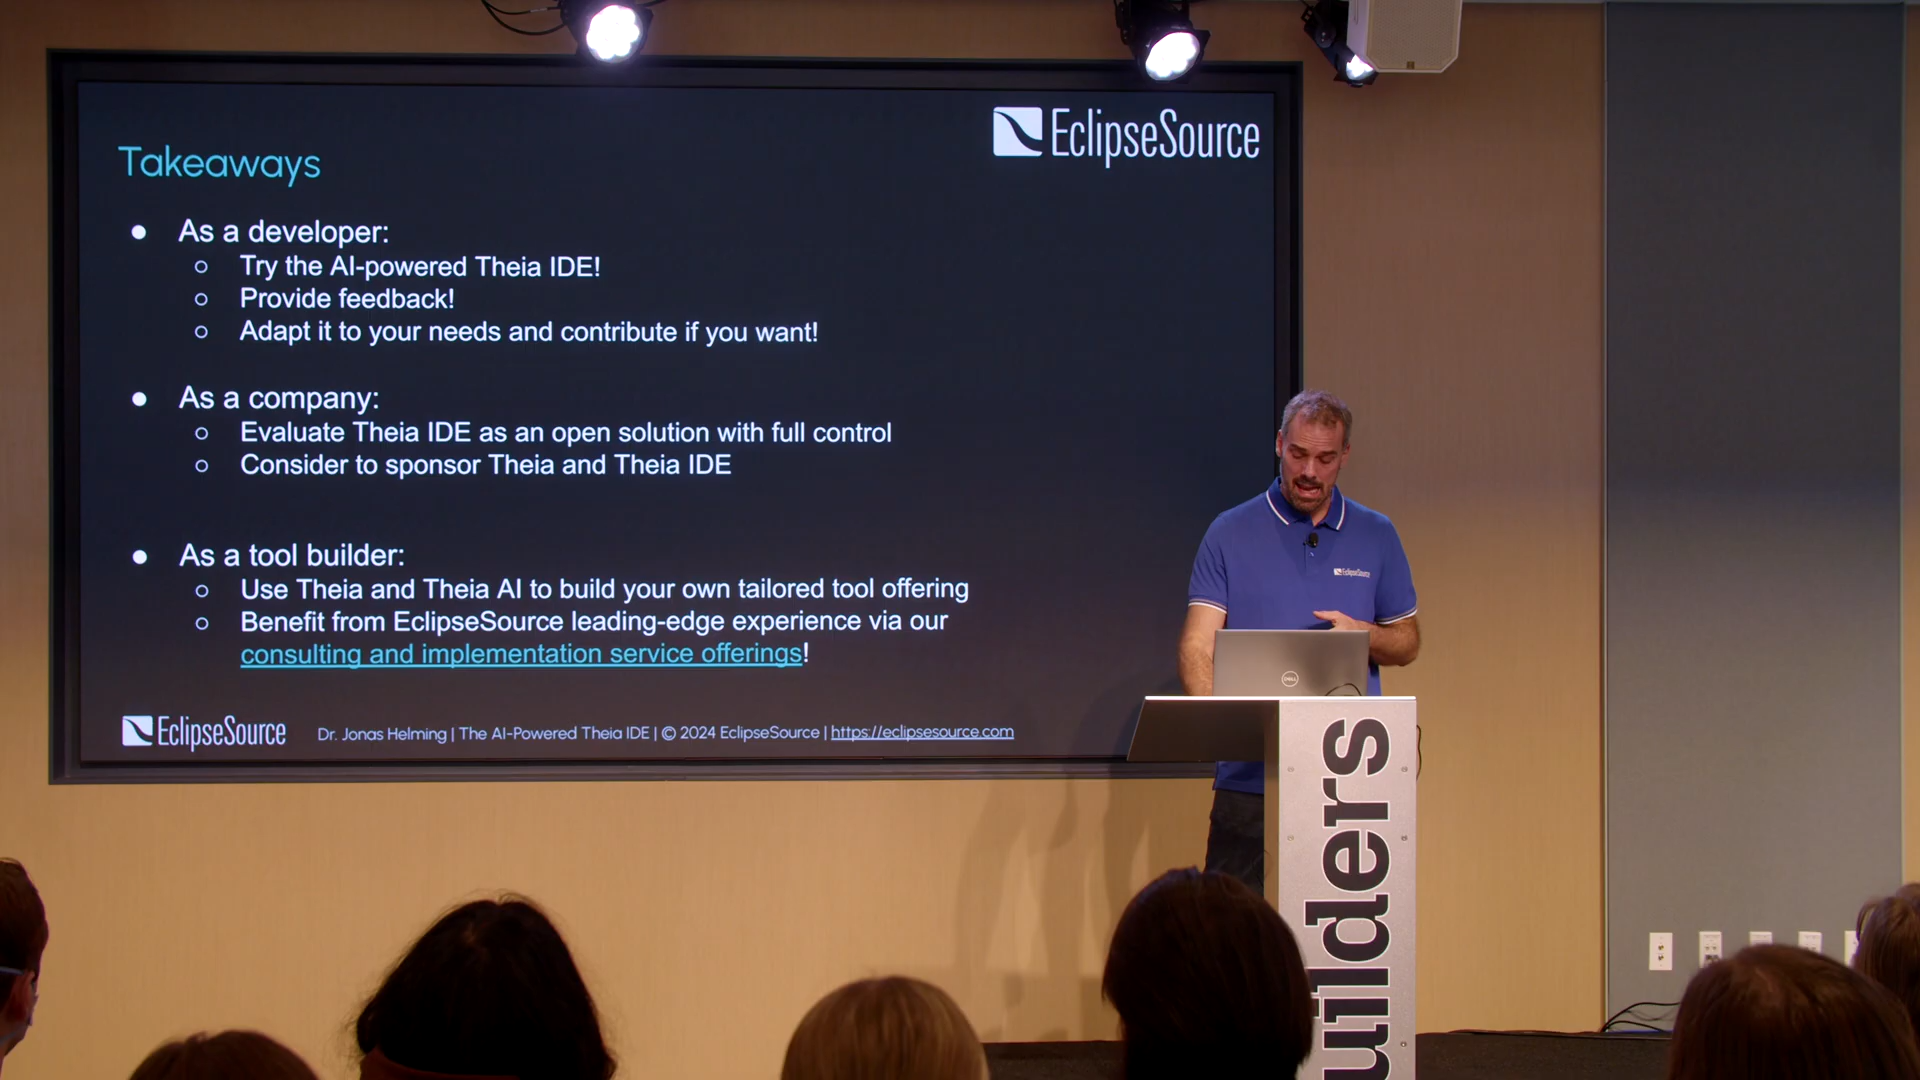 EclipseSource
Takeaways
● As a developer:
○ Try the AI-powered Theia IDE!
○ Provide feedback!
○ Adapt it to your needs and contribute if you want!
● As a company:
○ Evaluate Theia IDE as an open solution with full control
○ Consider to sponsor Theia and Theia IDE
● As a tool builder:
○ Use Theia and Theia AI to build your own tailored tool offering
○ Benefit from EclipseSource leading-edge experience via our
consulting and implementation service offerings!
EclipseSource
Dr. Jonas Helming | The AI-Powered Theia IDE | © 2024 EclipseSource | https://eclipsesource.com
EclipseSource
DELL
uilders